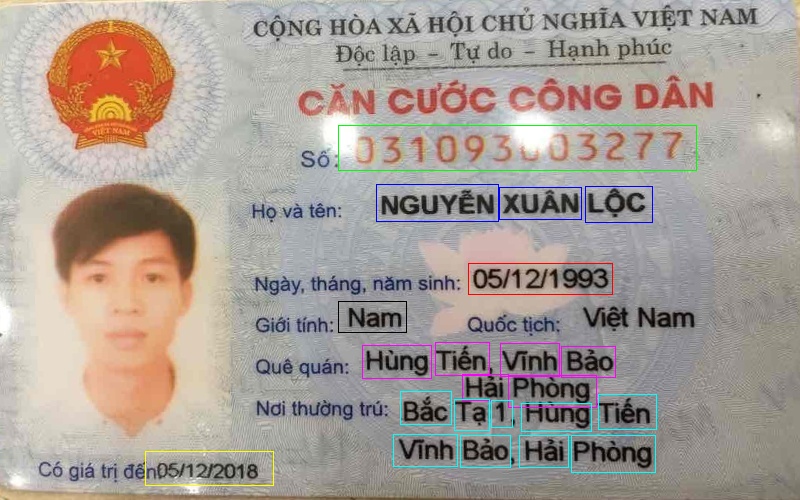 CỘNG HÒA XÃ HỘI CHỦ NGHĨA VIỆT NAM
Độc lập - Tự do - Hạnh phúc
CĂN CƯỚC CÔNG DÂN
Số: 031093003277
Họ và tên: NGUYỄN XUÂN LỘC
Ngày, tháng, năm sinh: 05/12/1993
Giới tính: Nam Quốc tịch: Việt Nam
Quê quán: Hùng Tiến, Vĩnh Bảo
Hải Phòng
Nơi thường trú: Bắc Tạ 1, Hùng Tiến
Vĩnh Bảo, Hải Phòng
Có giá trị đến 05/12/2018
VIỆT NAM